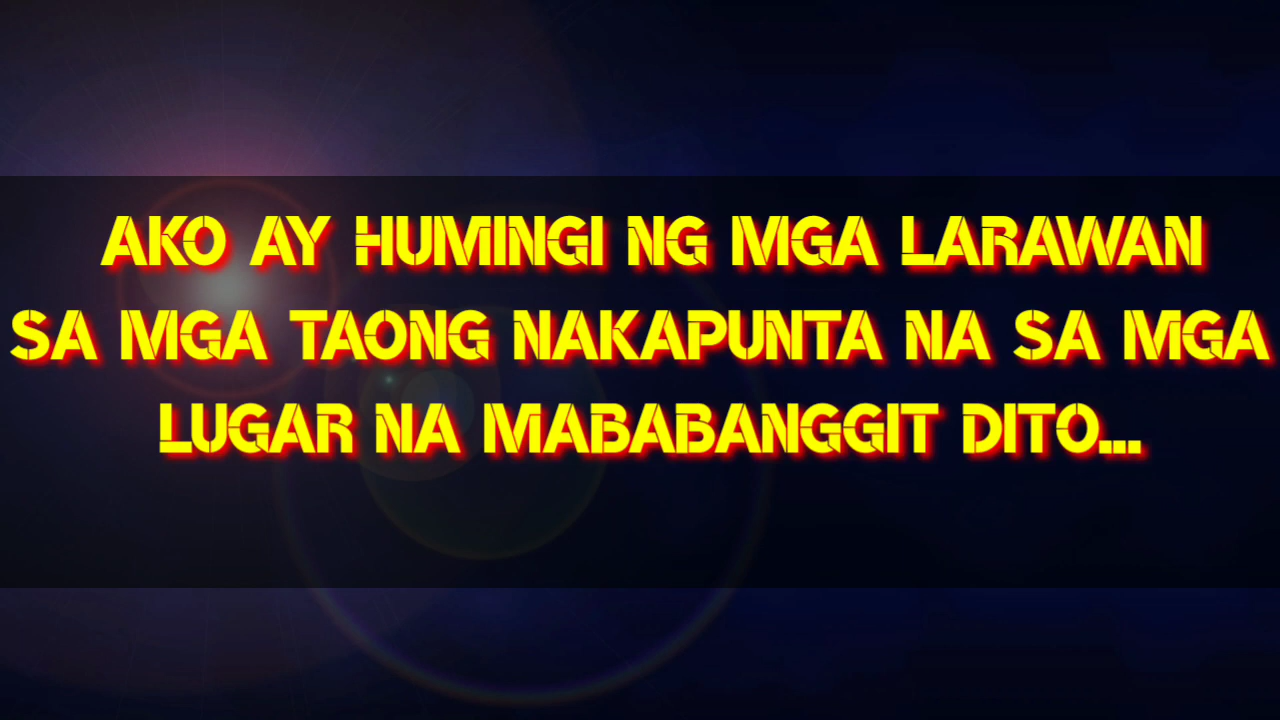 AKO AY HUMINGI NG MGA LARAWAN
SA MGA TAONG NAKAPUNTA NA SA MGA
LUGAR NA MABABANGGIT DITO...